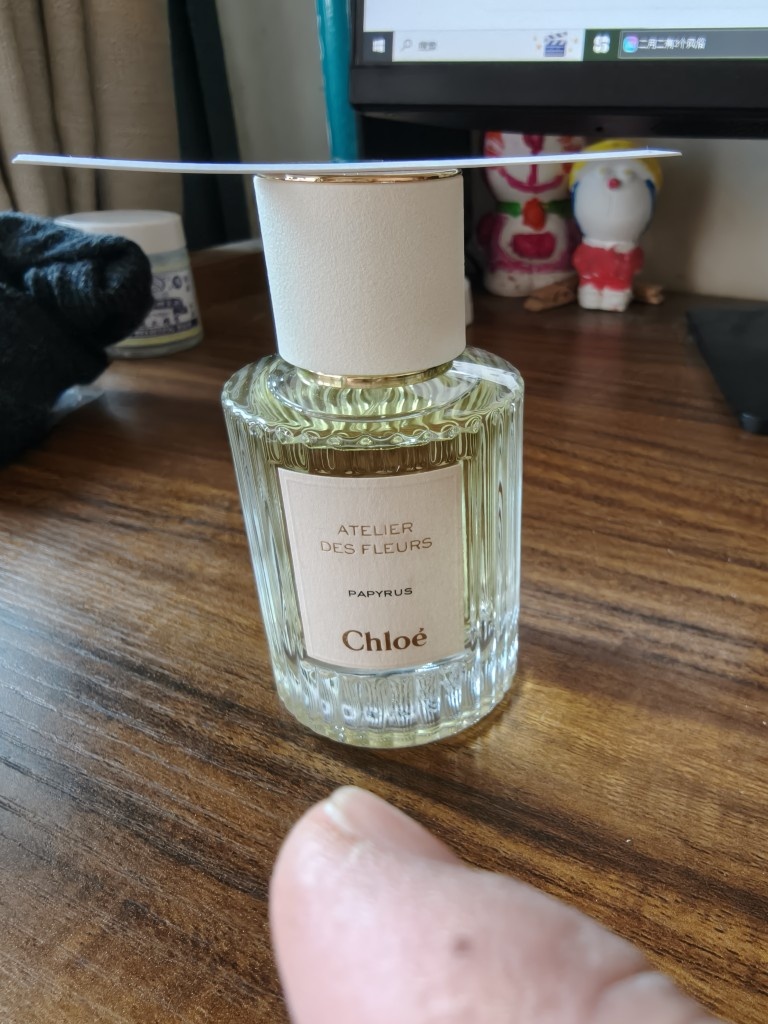 搜索
ATELIER
DES FLEURS
PAPYRUS
Chloé